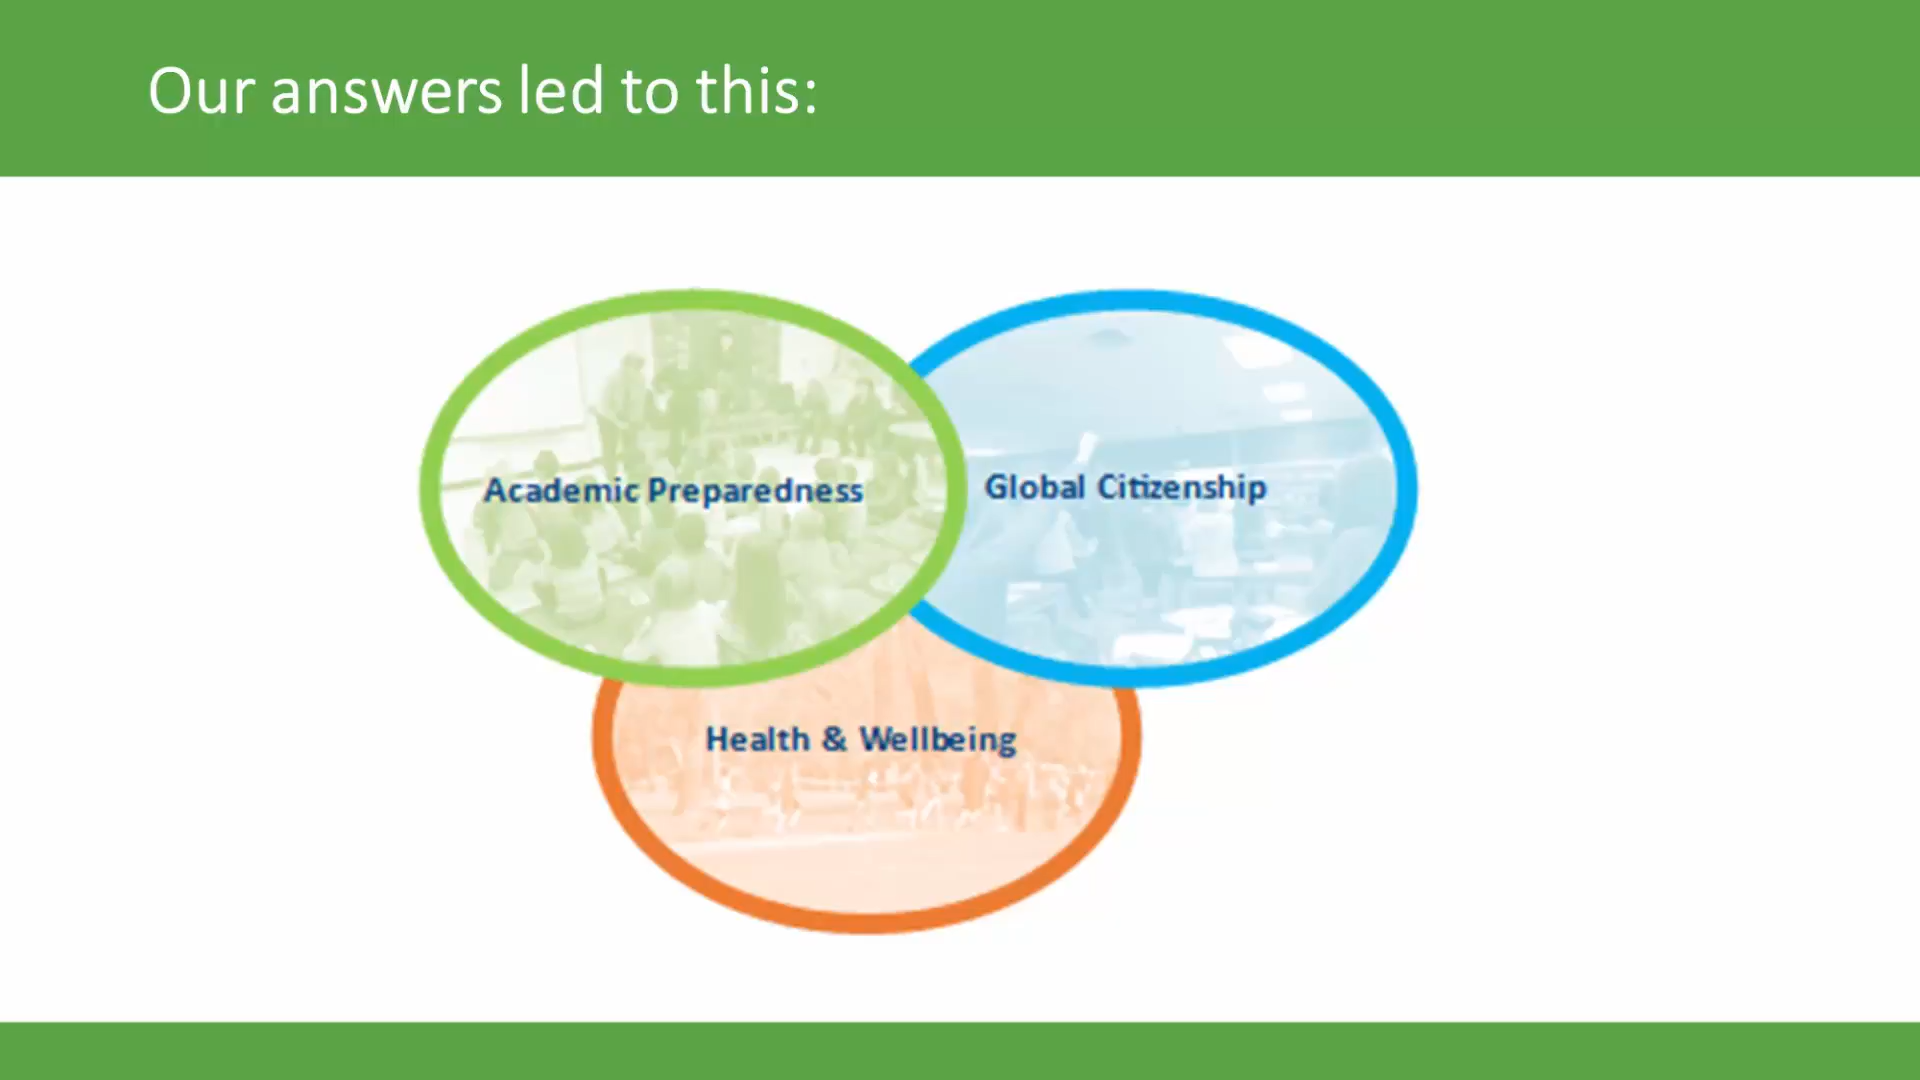 Our answers led to this:
Academic Preparedness
Global Citizenship
Health & Wellbeing